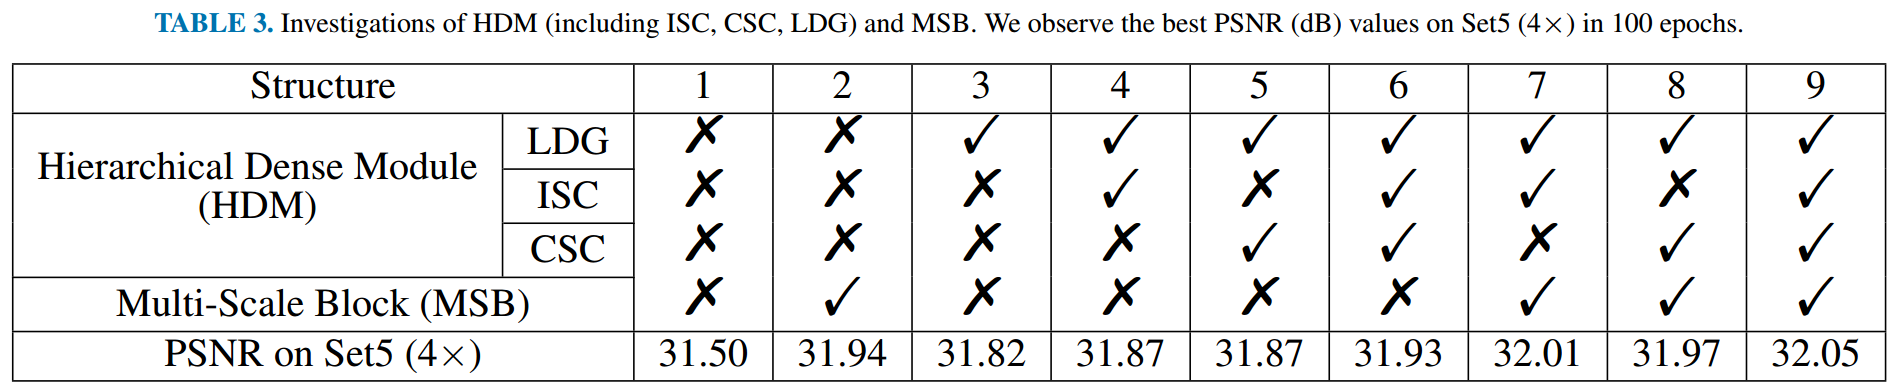 TABLE 3. Investigations of HDM (including ISC, CSC, LDG) and MSB. We observe the best PSNR (dB) values on Set5 (4×) in 100 epochs.
Structure 1 2 3 4 5 6 7 8 9
Hierarchical Dense Module
(HDM)
LDG ✗ ✗ ✓ ✓ ✓ ✓ ✓ ✓ ✓
ISC ✗ ✗ ✗ ✓ ✗ ✓ ✓ ✗ ✓
CSC ✗ ✗ ✗ ✗ ✓ ✓ ✗ ✓ ✓
Multi-Scale Block (MSB) ✗ ✓ ✗ ✗ ✗ ✗ ✓ ✓ ✓
PSNR on Set5 (4×) 31.50 31.94 31.82 31.87 31.87 31.93 32.01 31.97 32.05